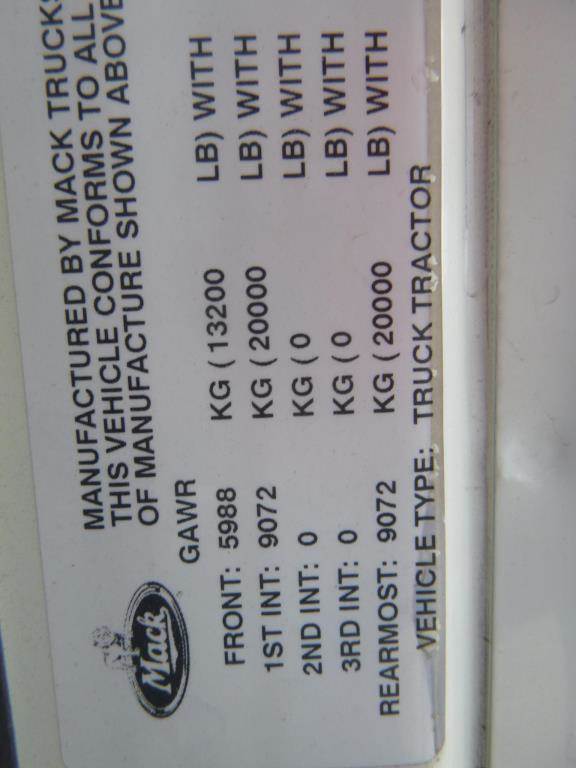 MANUFACTURED BY MACK TRUCKS
THIS VEHICLE CONFORMS TO ALL
OF MANUFACTURE SHOWN ABOVE
GAWR
FRONT: 5988 KG ( 13200 LB) WITH
1ST INT: 9072 KG ( 20000 LB) WITH
2ND INT: 0 KG ( 0 LB) WITH
3RD INT: 0 KG ( 0 LB) WITH
REARMOST: 9072 KG ( 20000 LB) WITH
VEHICLE TYPE: TRUCK TRACTOR
Mack